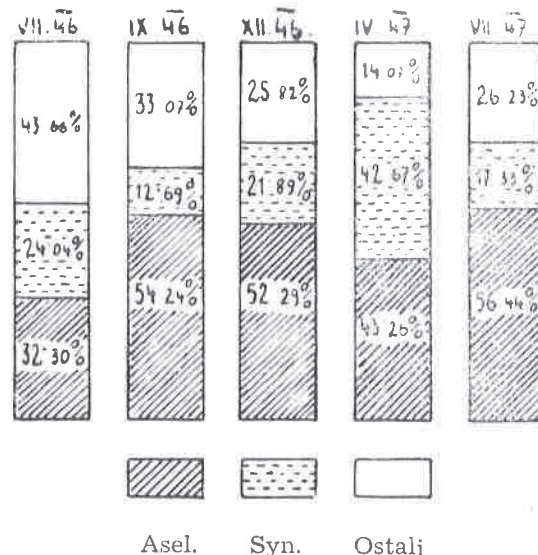 VII. 46 IX 46 XII. 46. IV 47 VII 47
43 66% 33 07% 25 82% 14 07% 26 23%
24 04% 12 69% 21 89% 42 67% 17 33%
32 30% 54 24% 52 29% 43 26% 56 44%
Asel. Syn. Ostali